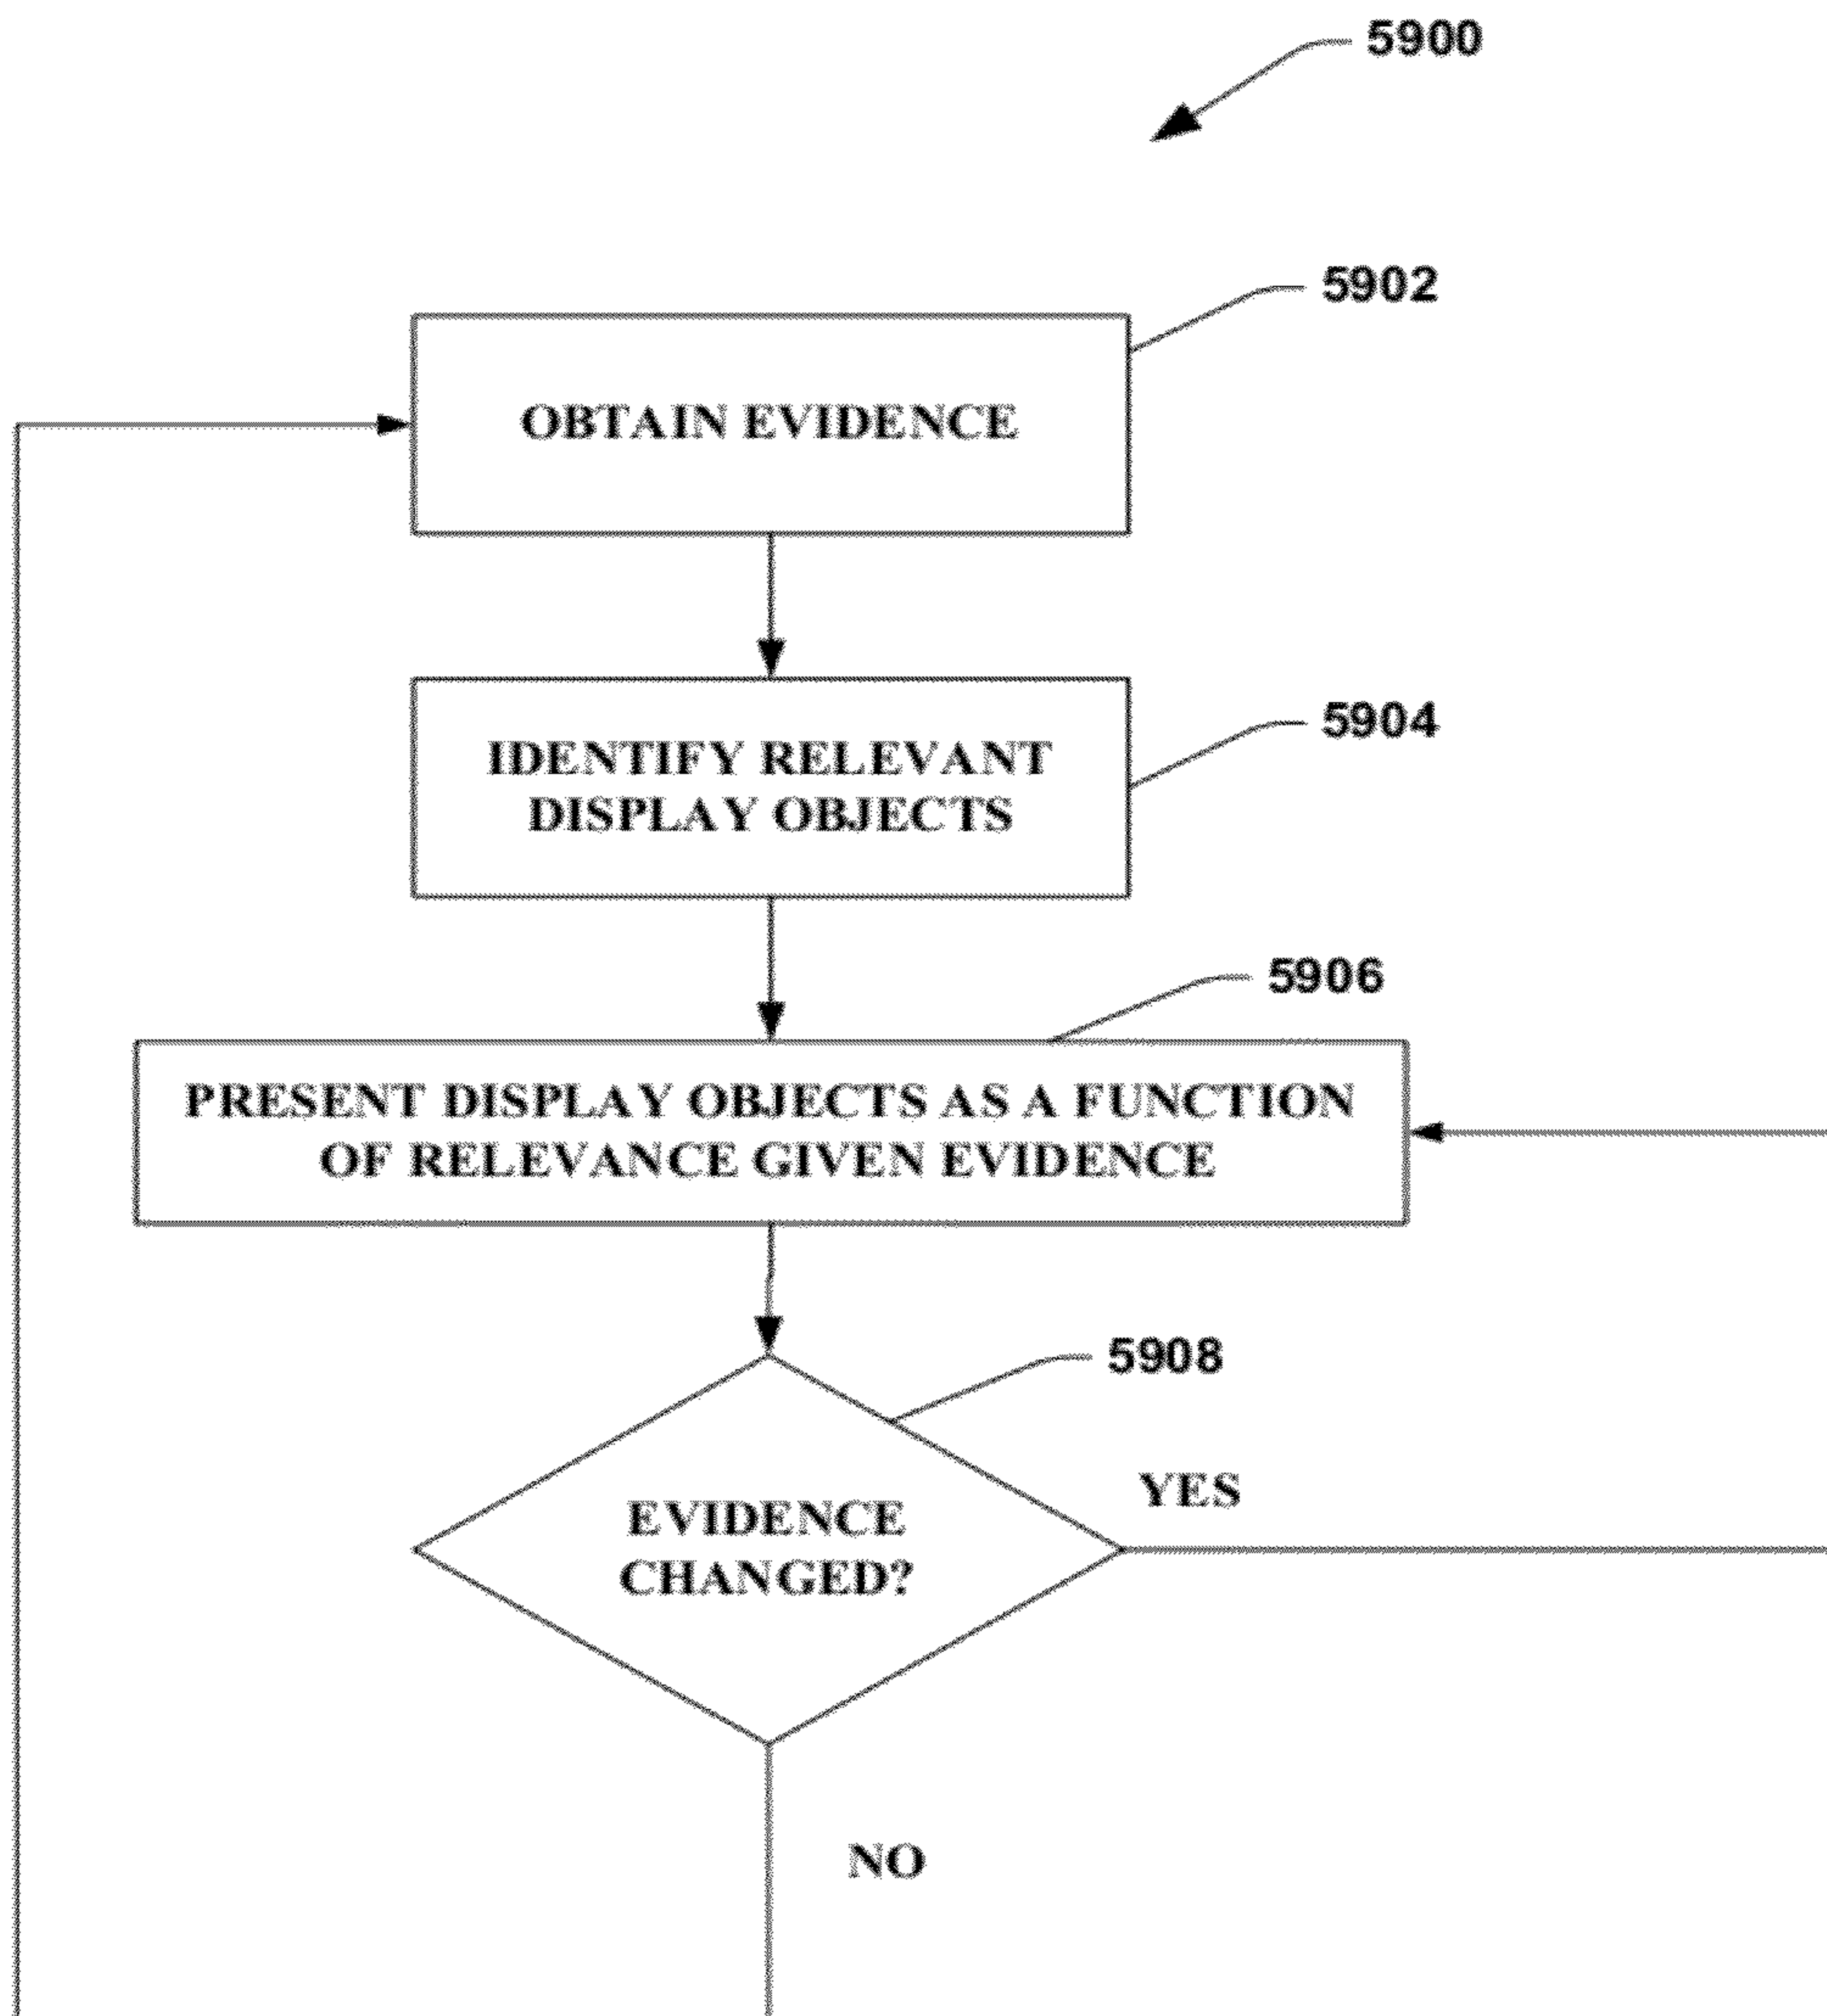 5900
5902
OBTAIN EVIDENCE
5904
IDENTIFY RELEVANT
DISPLAY OBJECTS
5906
PRESENT DISPLAY OBJECTS AS A FUNCTION
OF RELEVANCE GIVEN EVIDENCE
5908
YES
EVIDENCE
CHANGED?
NO